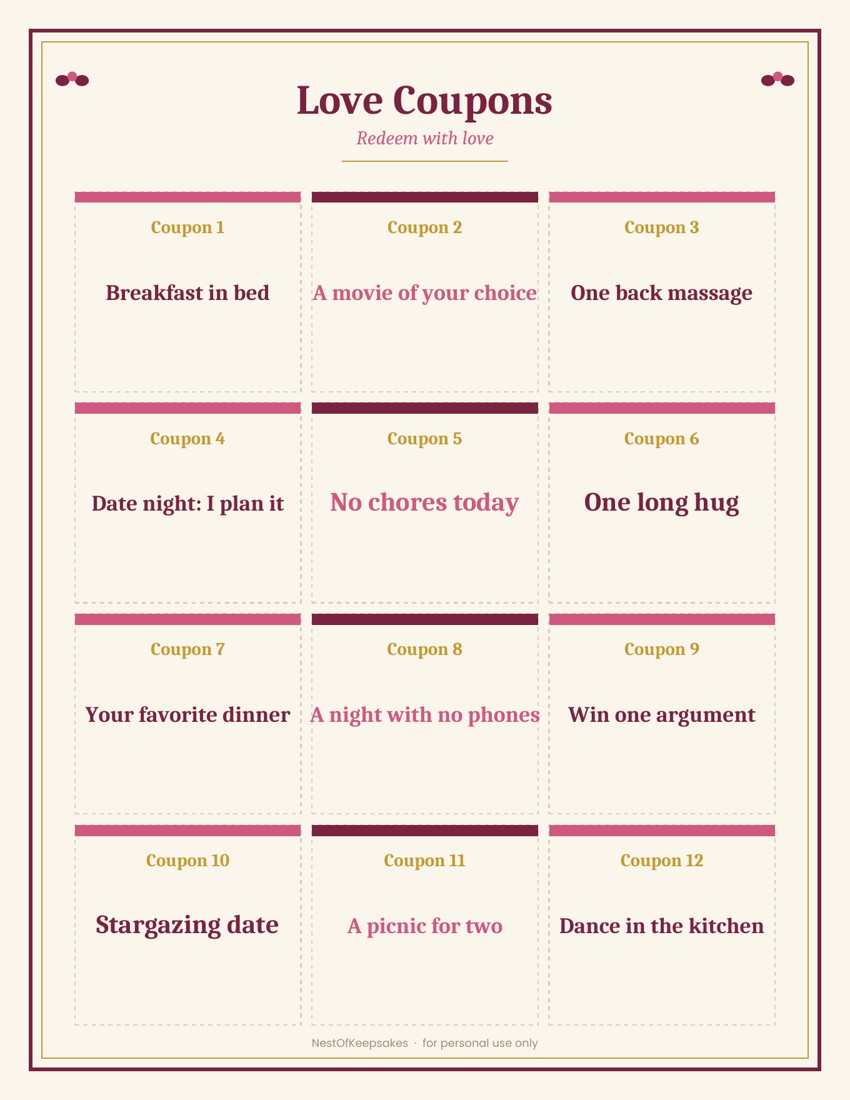 Love Coupons
Redeem with love
Coupon 1
Breakfast in bed
Coupon 2
A movie of your choice
Coupon 3
One back massage
Coupon 4
Date night: I plan it
Coupon 5
No chores today
Coupon 6
One long hug
Coupon 7
Your favorite dinner
Coupon 8
A night with no phones
Coupon 9
Win one argument
Coupon 10
Stargazing date
Coupon 11
A picnic for two
Coupon 12
Dance in the kitchen
NestOfKeepsakes · for personal use only